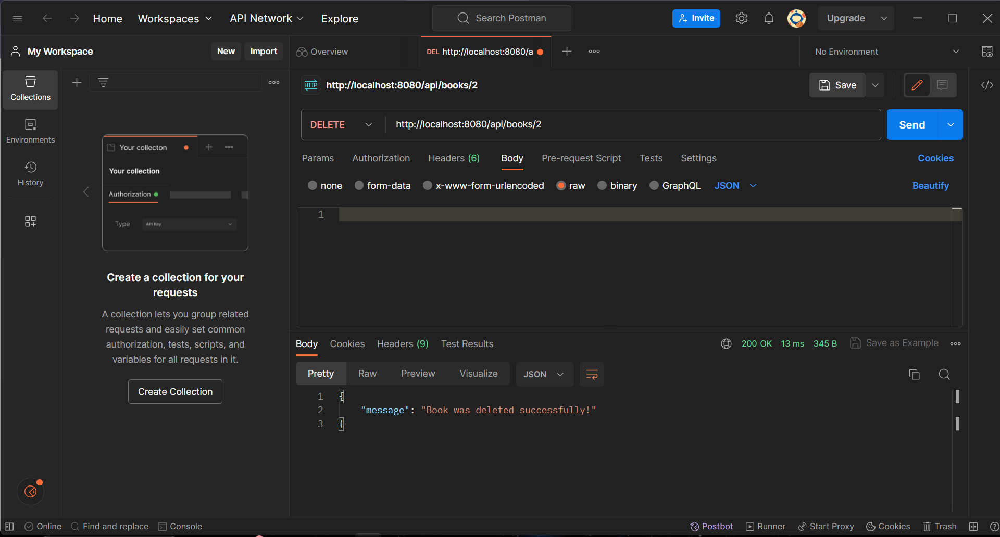 Home Workspaces API Network Explore Search Postman Invite Upgrade
My Workspace New Import Overview DEL http://localhost:8080/a No Environment
Collections
Environments
History
Your collecton
Your collection
Authorization
Type API Key
Create a collection for your
requests
A collection lets you group related
requests and easily set common
authorization, tests, scripts, and
variables for all requests in it.
Create Collection
HTTP http://localhost:8080/api/books/2 Save
DELETE http://localhost:8080/api/books/2 Send
Params Authorization Headers (6) Body Pre-request Script Tests Settings Cookies
none form-data x-www-form-urlencoded raw binary GraphQL JSON Beautify
1
Body Cookies Headers (9) Test Results 200 OK 13 ms 345 B Save as Example
Pretty Raw Preview Visualize JSON
1 {
2 "message": "Book was deleted successfully!"
3 }
Online Find and replace Console Postbot Runner Start Proxy Cookies Trash